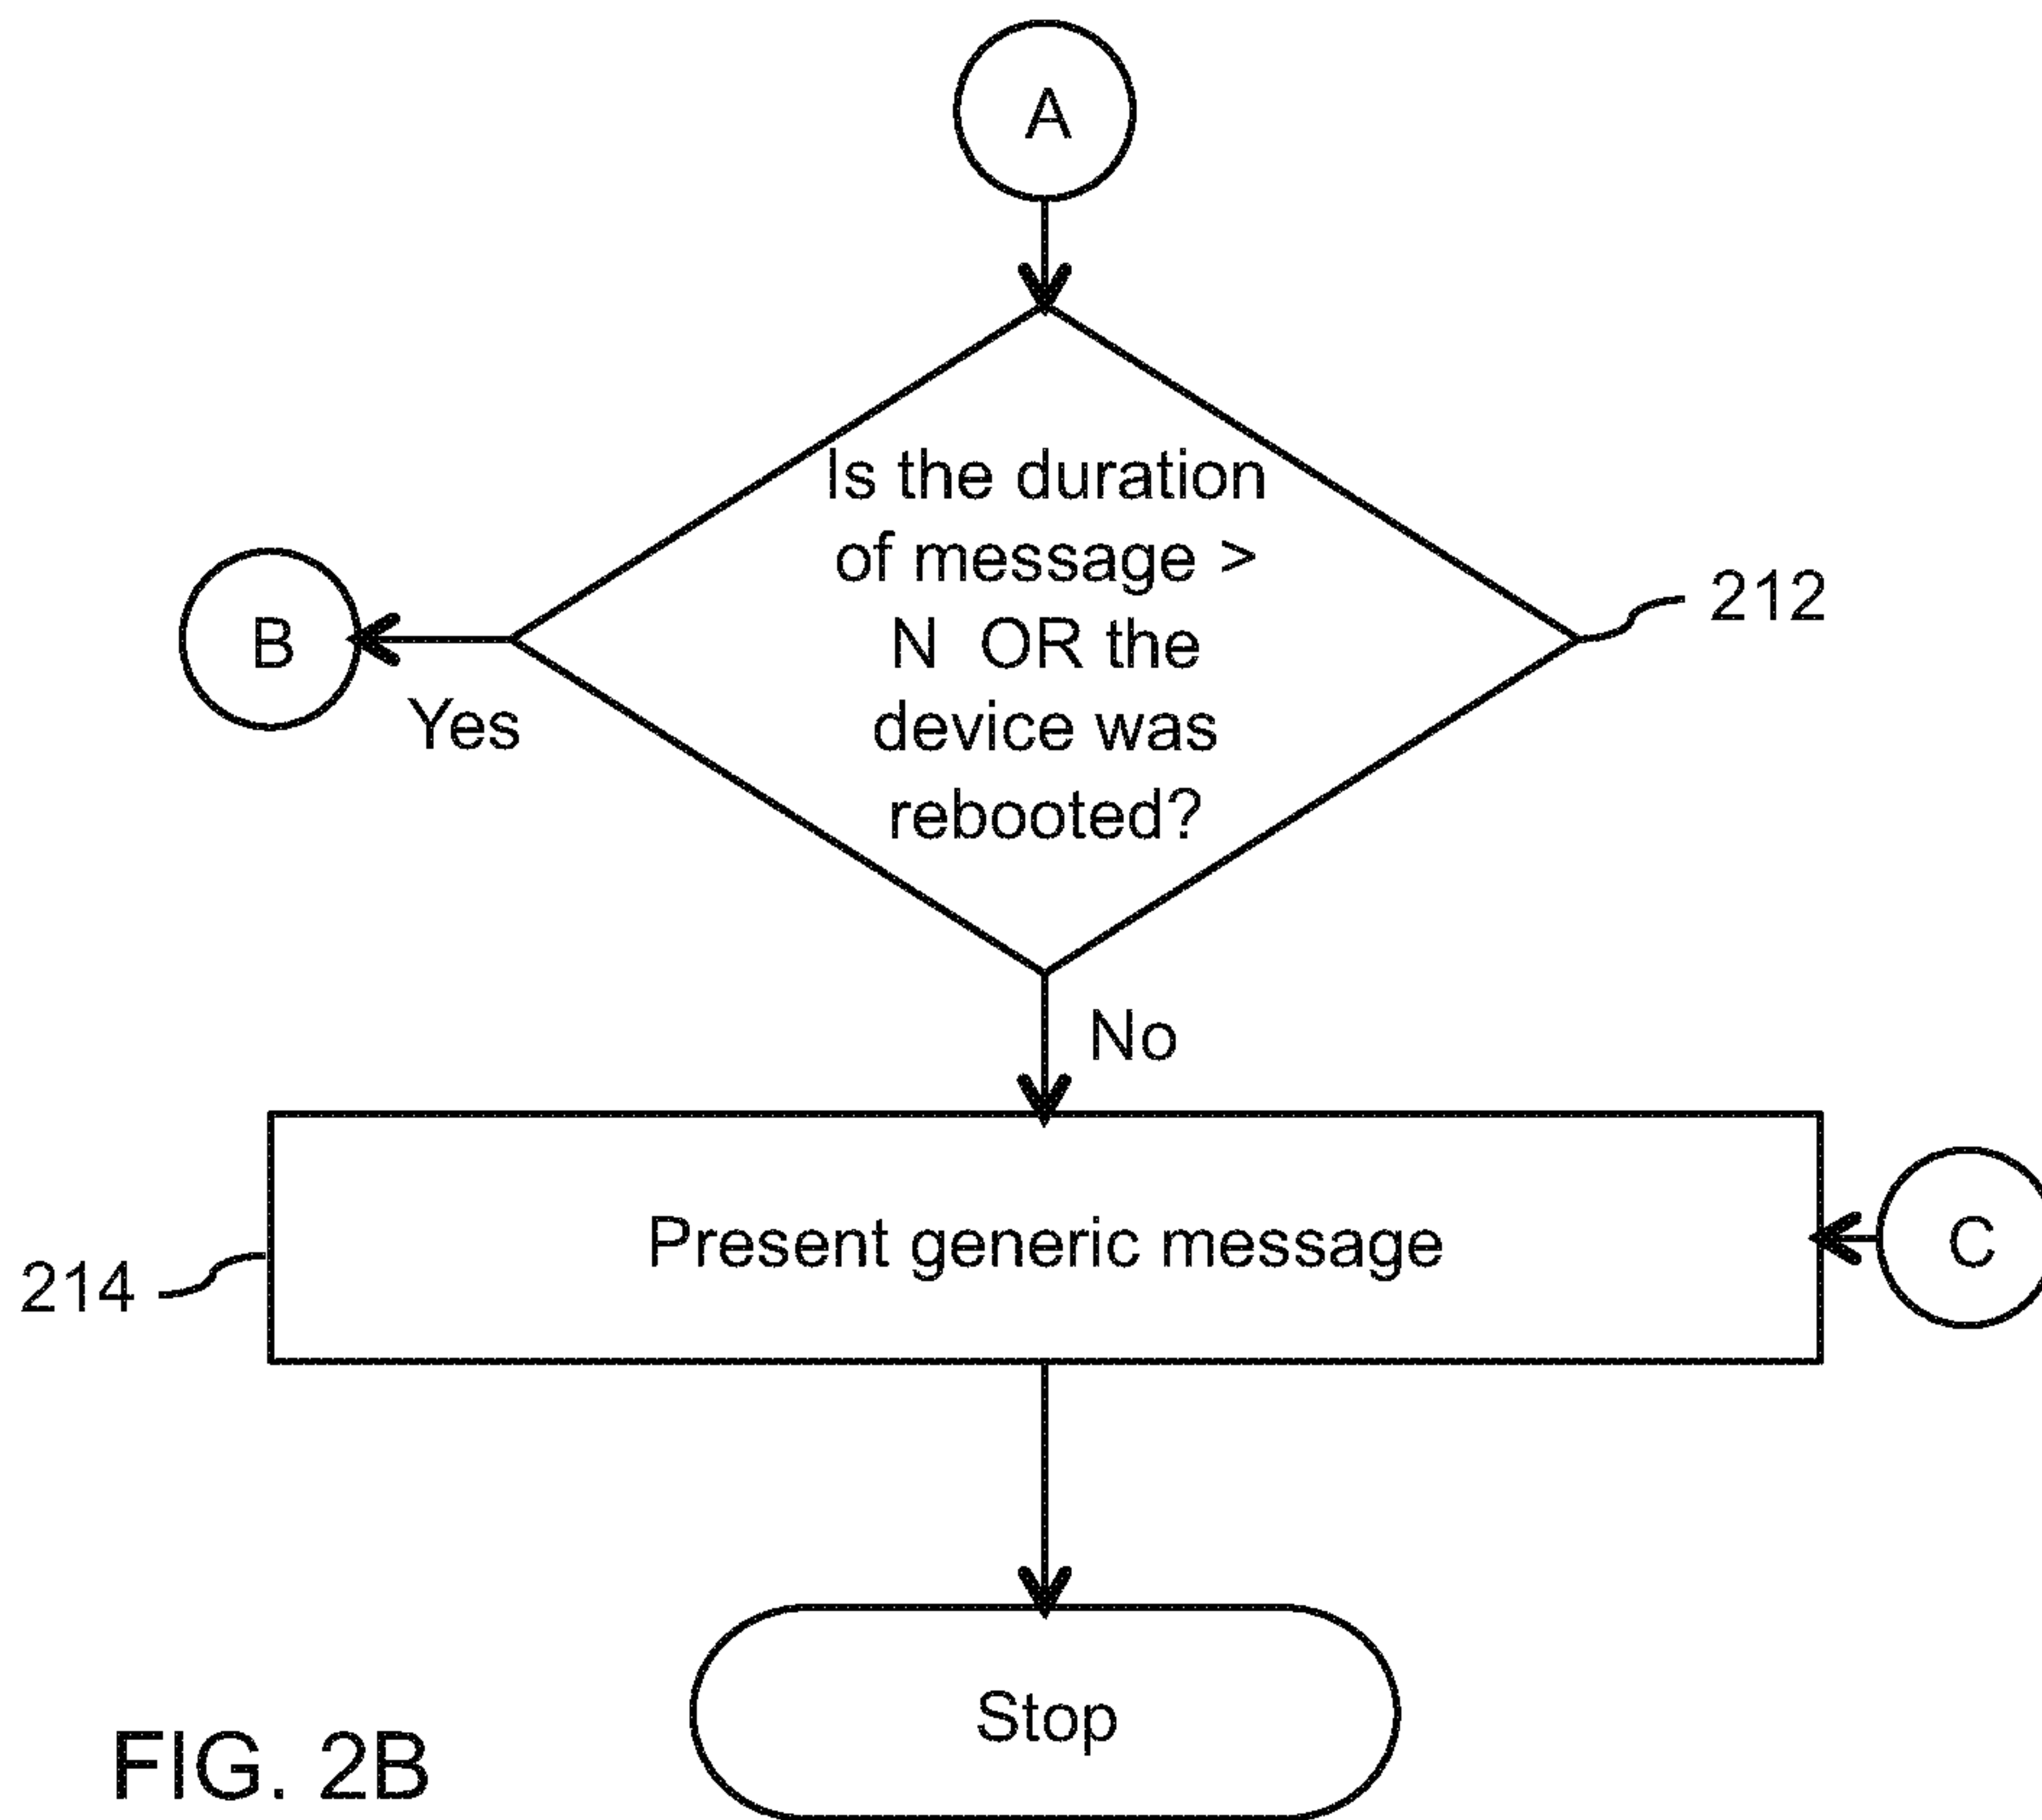 A
Is the duration
of message >
N OR the
device was
rebooted?
212
B
Yes
No
Present generic message
C
214
Stop
FIG. 2B